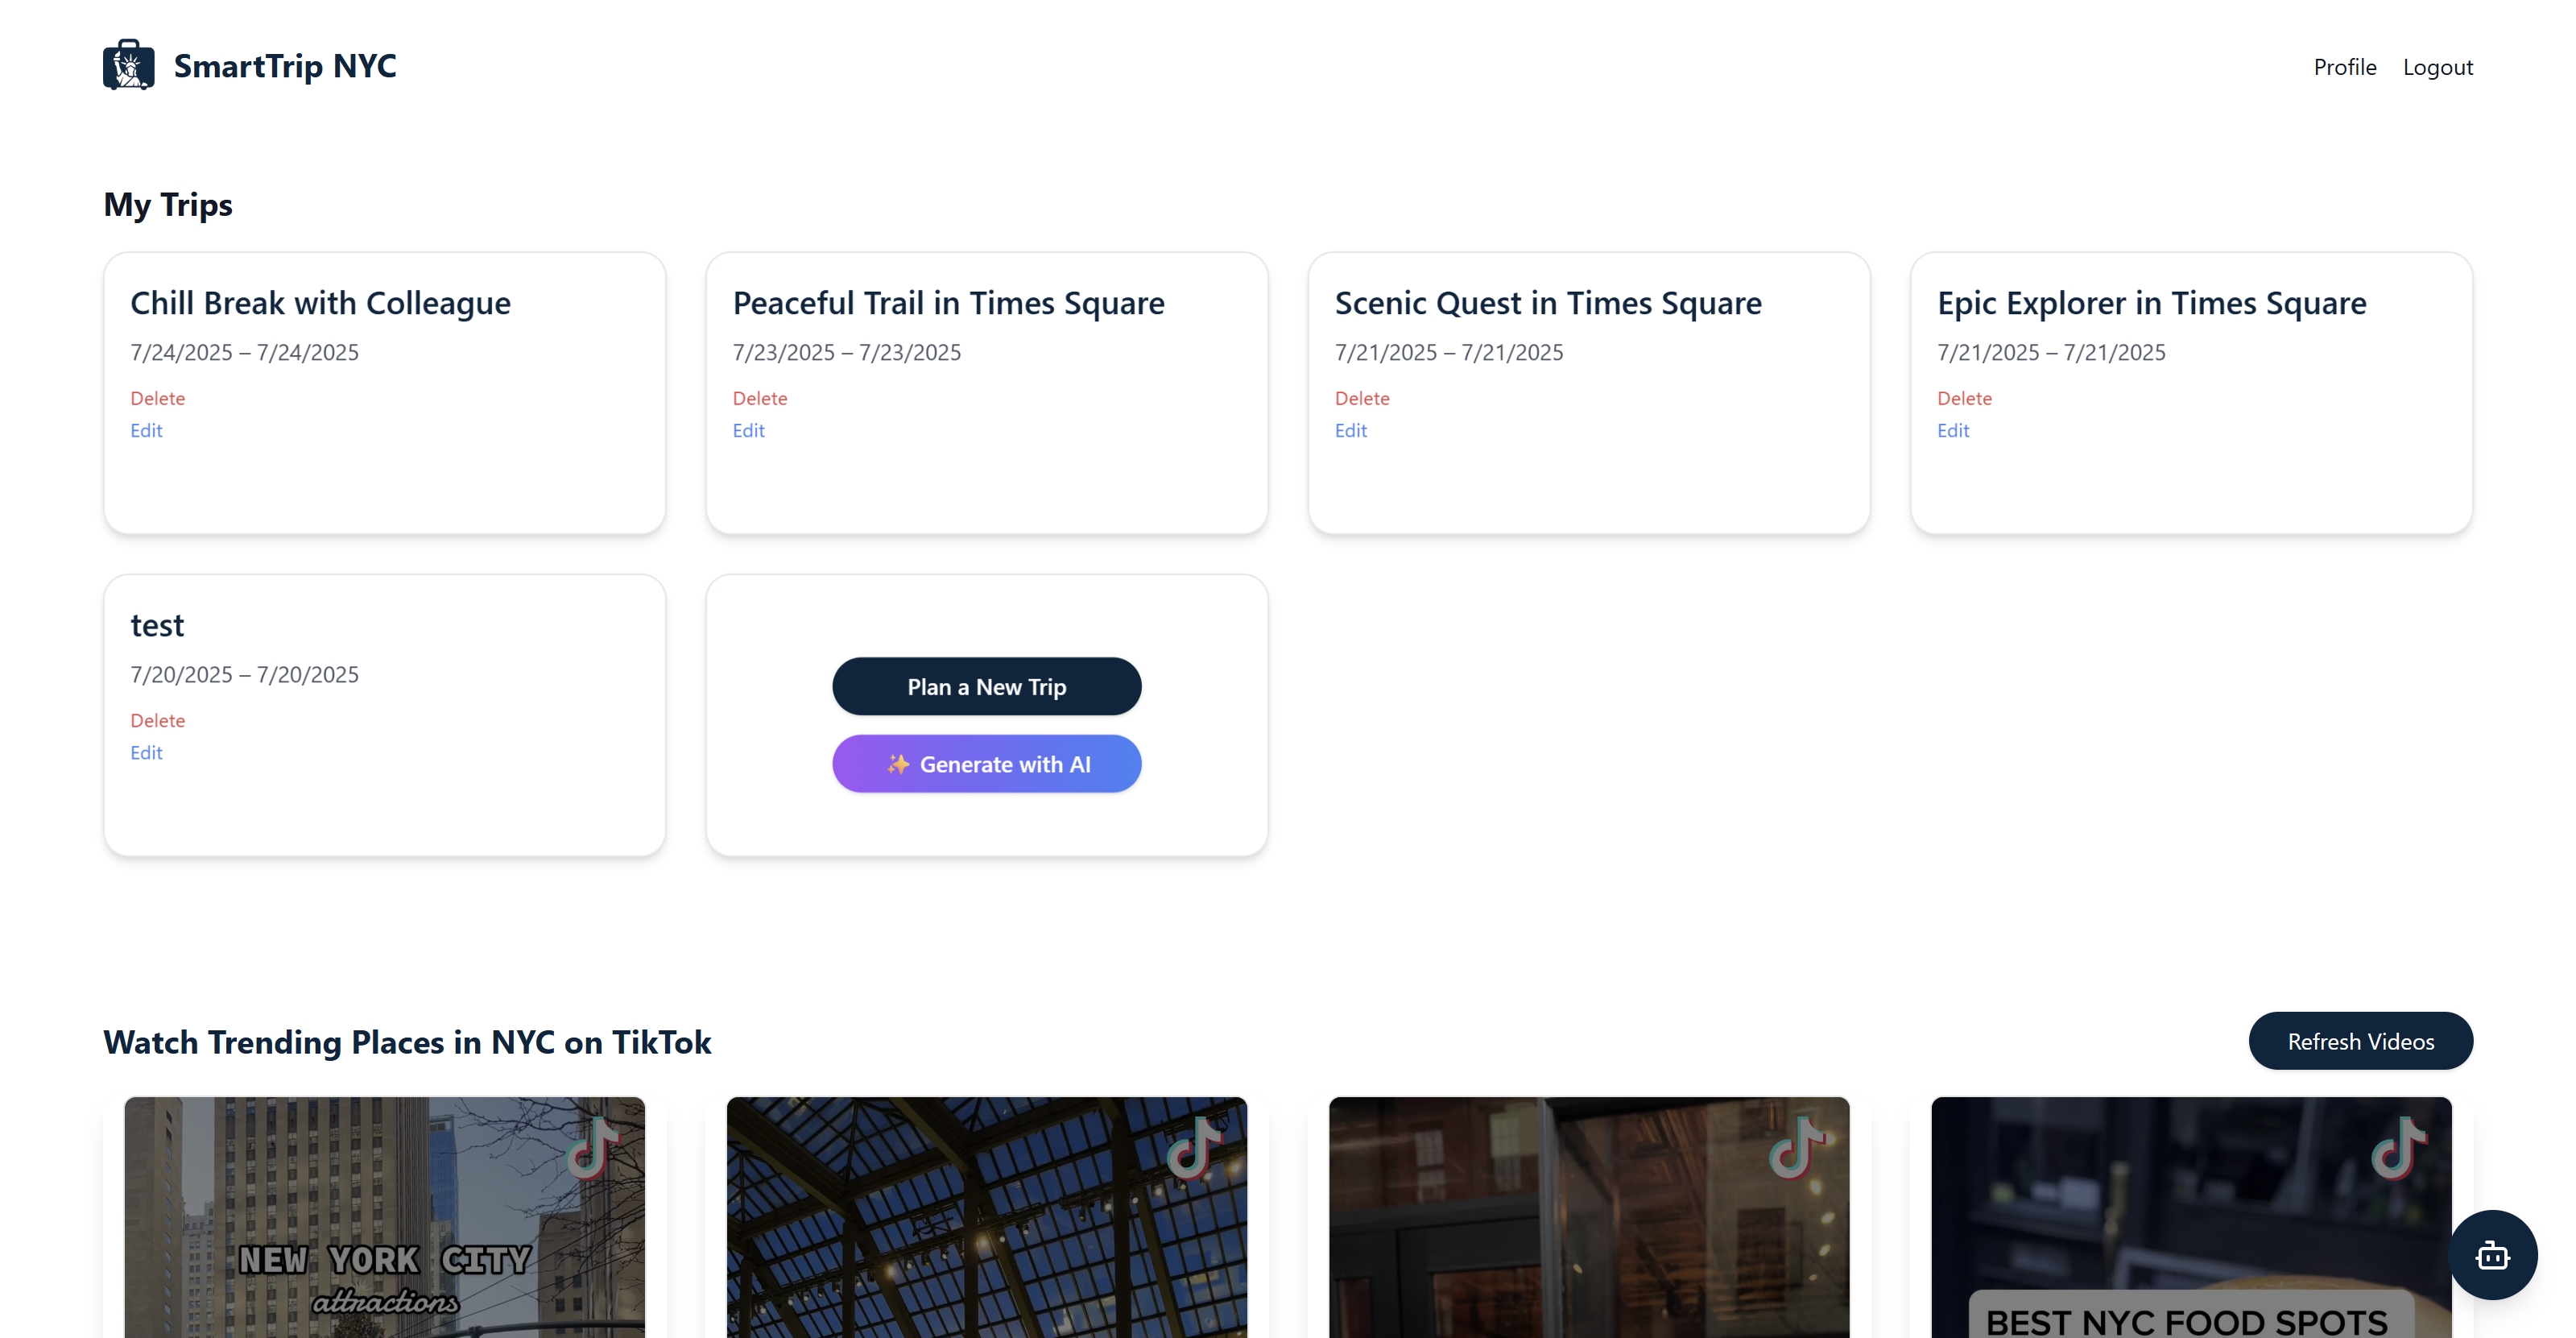 SmartTrip NYC
Profile Logout
My Trips
Chill Break with Colleague
7/24/2025 – 7/24/2025
Delete
Edit
Peaceful Trail in Times Square
7/23/2025 – 7/23/2025
Delete
Edit
Scenic Quest in Times Square
7/21/2025 – 7/21/2025
Delete
Edit
Epic Explorer in Times Square
7/21/2025 – 7/21/2025
Delete
Edit
test
7/20/2025 – 7/20/2025
Delete
Edit
Plan a New Trip
✨ Generate with AI
Watch Trending Places in NYC on TikTok
Refresh Videos
NEW YORK CITY
attractions
BEST NYC FOOD SPOTS